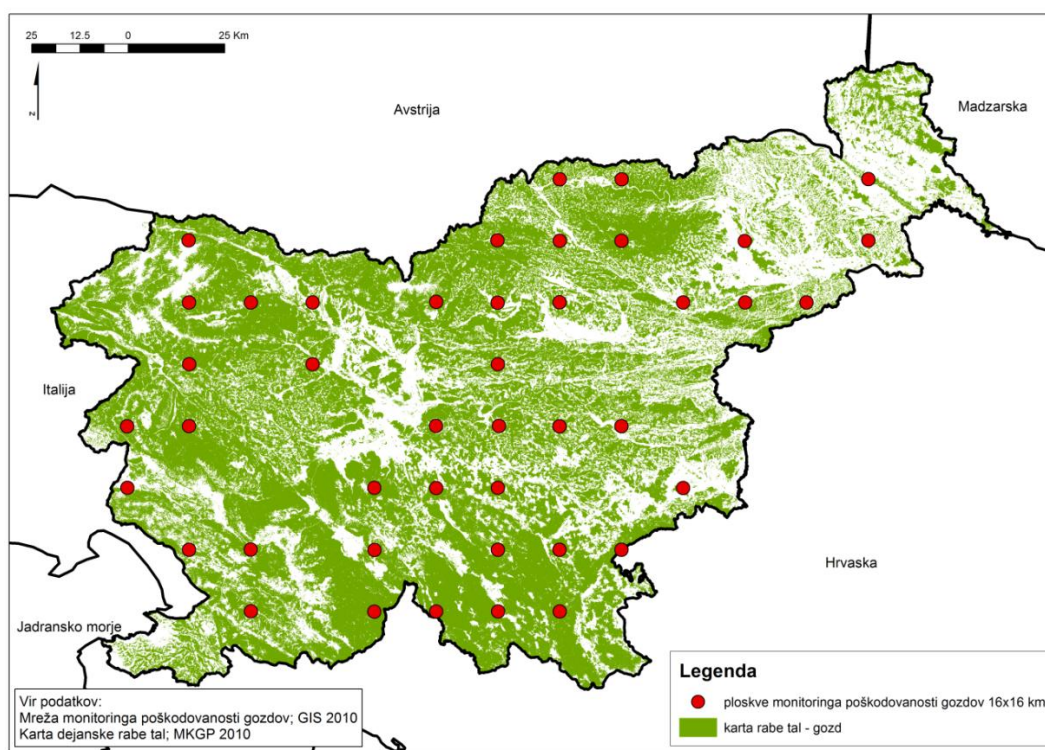 25 12.5 0 25 Km
N
Avstrija
Madzarska
Italija
Hrvaska
Jadransko morje
Legenda
ploskve monitoringa poškodovanosti gozdov 16x16 km
karta rabe tal - gozd
Vir podatkov:
Mreža monitoringa poškodovanosti gozdov; GIS 2010
Karta dejanske rabe tal; MKGP 2010